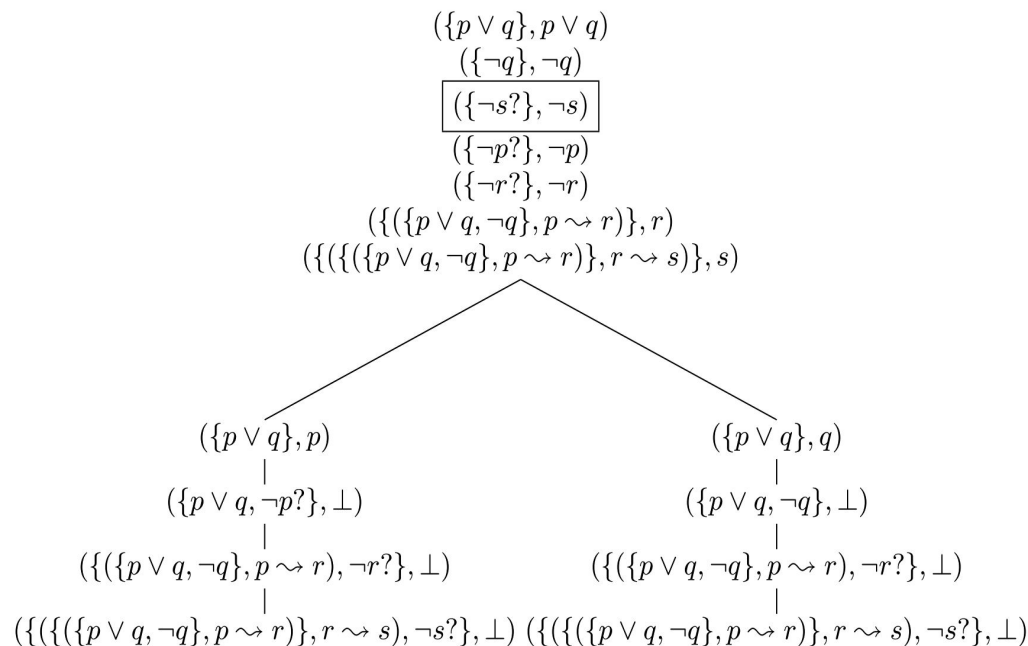 ({p ∨ q}, p ∨ q)
({¬q}, ¬q)
({¬s?}, ¬s)
({¬p?}, ¬p)
({¬r?}, ¬r)
({({p ∨ q, ¬q}, p ⇝ r)}, r)
({({({p ∨ q, ¬q}, p ⇝ r)}, r ⇝ s)}, s)
({p ∨ q}, p) ({p ∨ q}, q)
({p ∨ q, ¬p?}, ⊥) ({p ∨ q, ¬q}, ⊥)
({({p ∨ q, ¬q}, p ⇝ r), ¬r?}, ⊥) ({({p ∨ q, ¬q}, p ⇝ r), ¬r?}, ⊥)
({({({p ∨ q, ¬q}, p ⇝ r)}, r ⇝ s), ¬s?}, ⊥) ({({({p ∨ q, ¬q}, p ⇝ r)}, r ⇝ s), ¬s?}, ⊥)